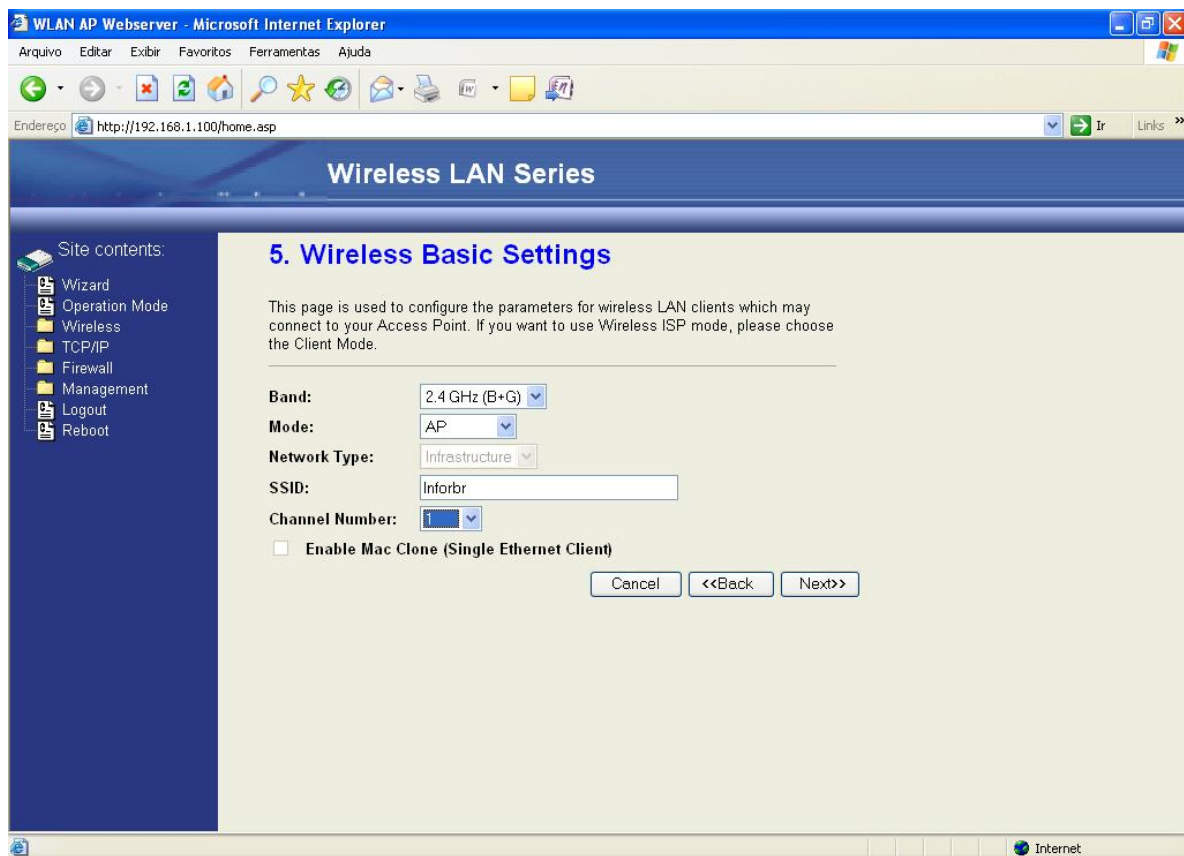 WLAN AP Webserver - Microsoft Internet Explorer
Arquivo Editar Exibir Favoritos Ferramentas Ajuda
Endereço http://192.168.1.100/home.asp Ir Links »
Wireless LAN Series
Site contents:
Wizard
Operation Mode
Wireless
TCP/IP
Firewall
Management
Logout
Reboot
5. Wireless Basic Settings
This page is used to configure the parameters for wireless LAN clients which may
connect to your Access Point. If you want to use Wireless ISP mode, please choose
the Client Mode.
Band: 2.4 GHz (B+G)
Mode: AP
Network Type: Infrastructure
SSID: Inforbr
Channel Number: 1
Enable Mac Clone (Single Ethernet Client)
Cancel <<Back Next>>
Internet